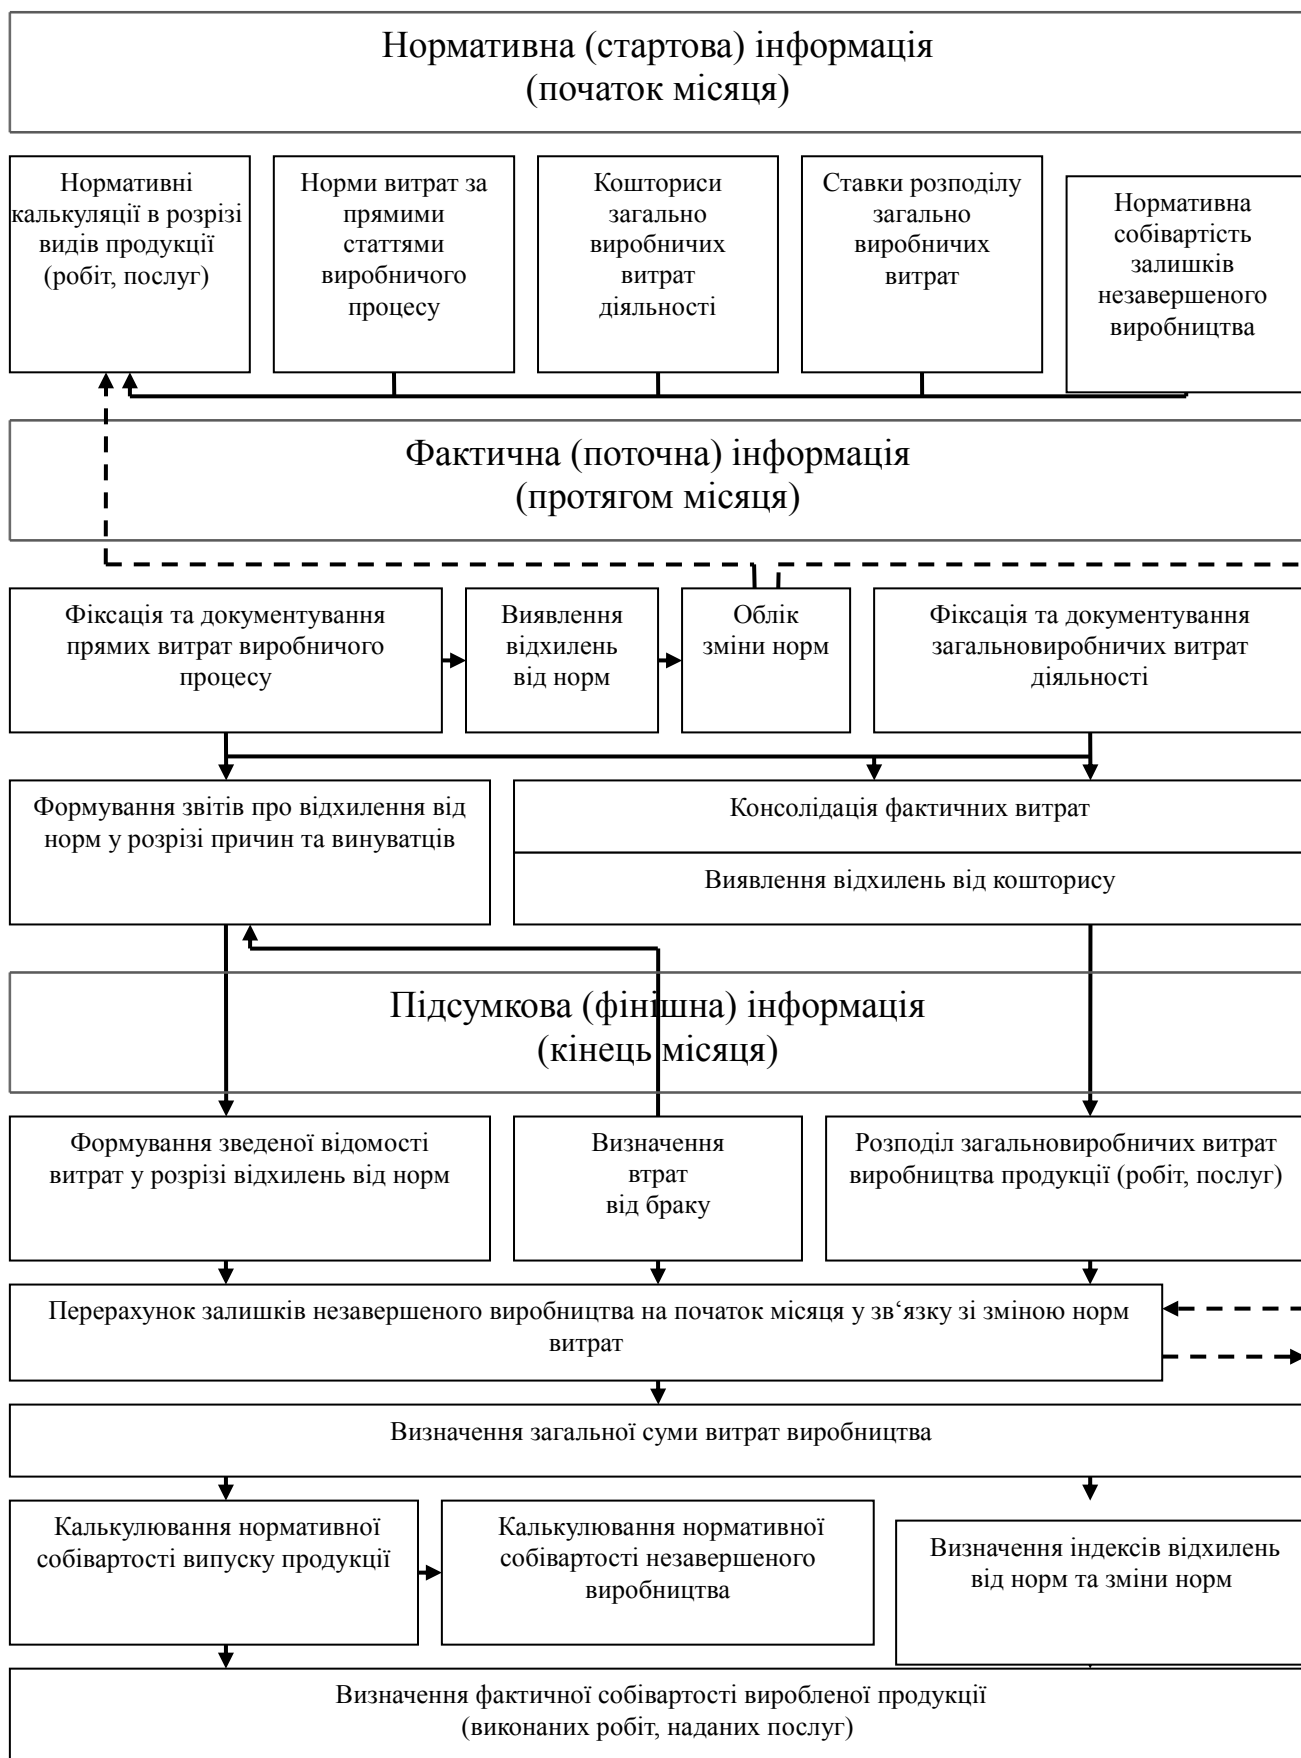 Нормативна (стартова) інформація
(початок місяця)
Нормативні
калькуляції в розрізі
видів продукції
(робіт, послуг)
Норми витрат за
прямими
статтями
виробничого
процесу
Кошториси
загально
виробничих
витрат
діяльності
Ставки розподілу
загально
виробничих
витрат
Нормативна
собівартість
залишків
незавершеного
виробництва
Фактична (поточна) інформація
(протягом місяця)
Фіксація та документування
прямих витрат виробничого
процесу
Виявлення
відхилень
від норм
Облік
зміни норм
Фіксація та документування
загальновиробничих витрат
діяльності
Формування звітів про відхилення від
норм у розрізі причин та винуватців
Консолідація фактичних витрат
Виявлення відхилень від кошторису
Підсумкова (фінішна) інформація
(кінець місяця)
Формування зведеної відомості
витрат у розрізі відхилень від норм
Визначення
втрат
від браку
Розподіл загальновиробничих витрат
виробництва продукції (робіт, послуг)
Перерахунок залишків незавершеного виробництва на початок місяця у зв‘язку зі зміною норм
витрат
Визначення загальної суми витрат виробництва
Калькулювання нормативної
собівартості випуску продукції
Калькулювання нормативної
собівартості незавершеного
виробництва
Визначення індексів відхилень
від норм та зміни норм
Визначення фактичної собівартості виробленої продукції
(виконаних робіт, наданих послуг)